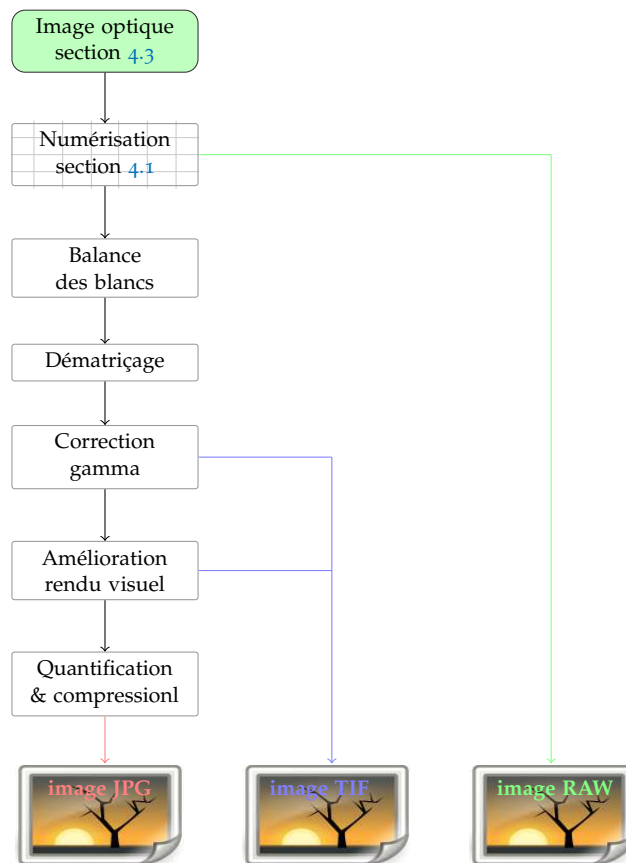 Image optique
section 4.3
Numérisation
section 4.1
Balance
des blancs
Dématriçage
Correction
gamma
Amélioration
rendu visuel
Quantification
& compressionl
image JPG
image TIF
image RAW